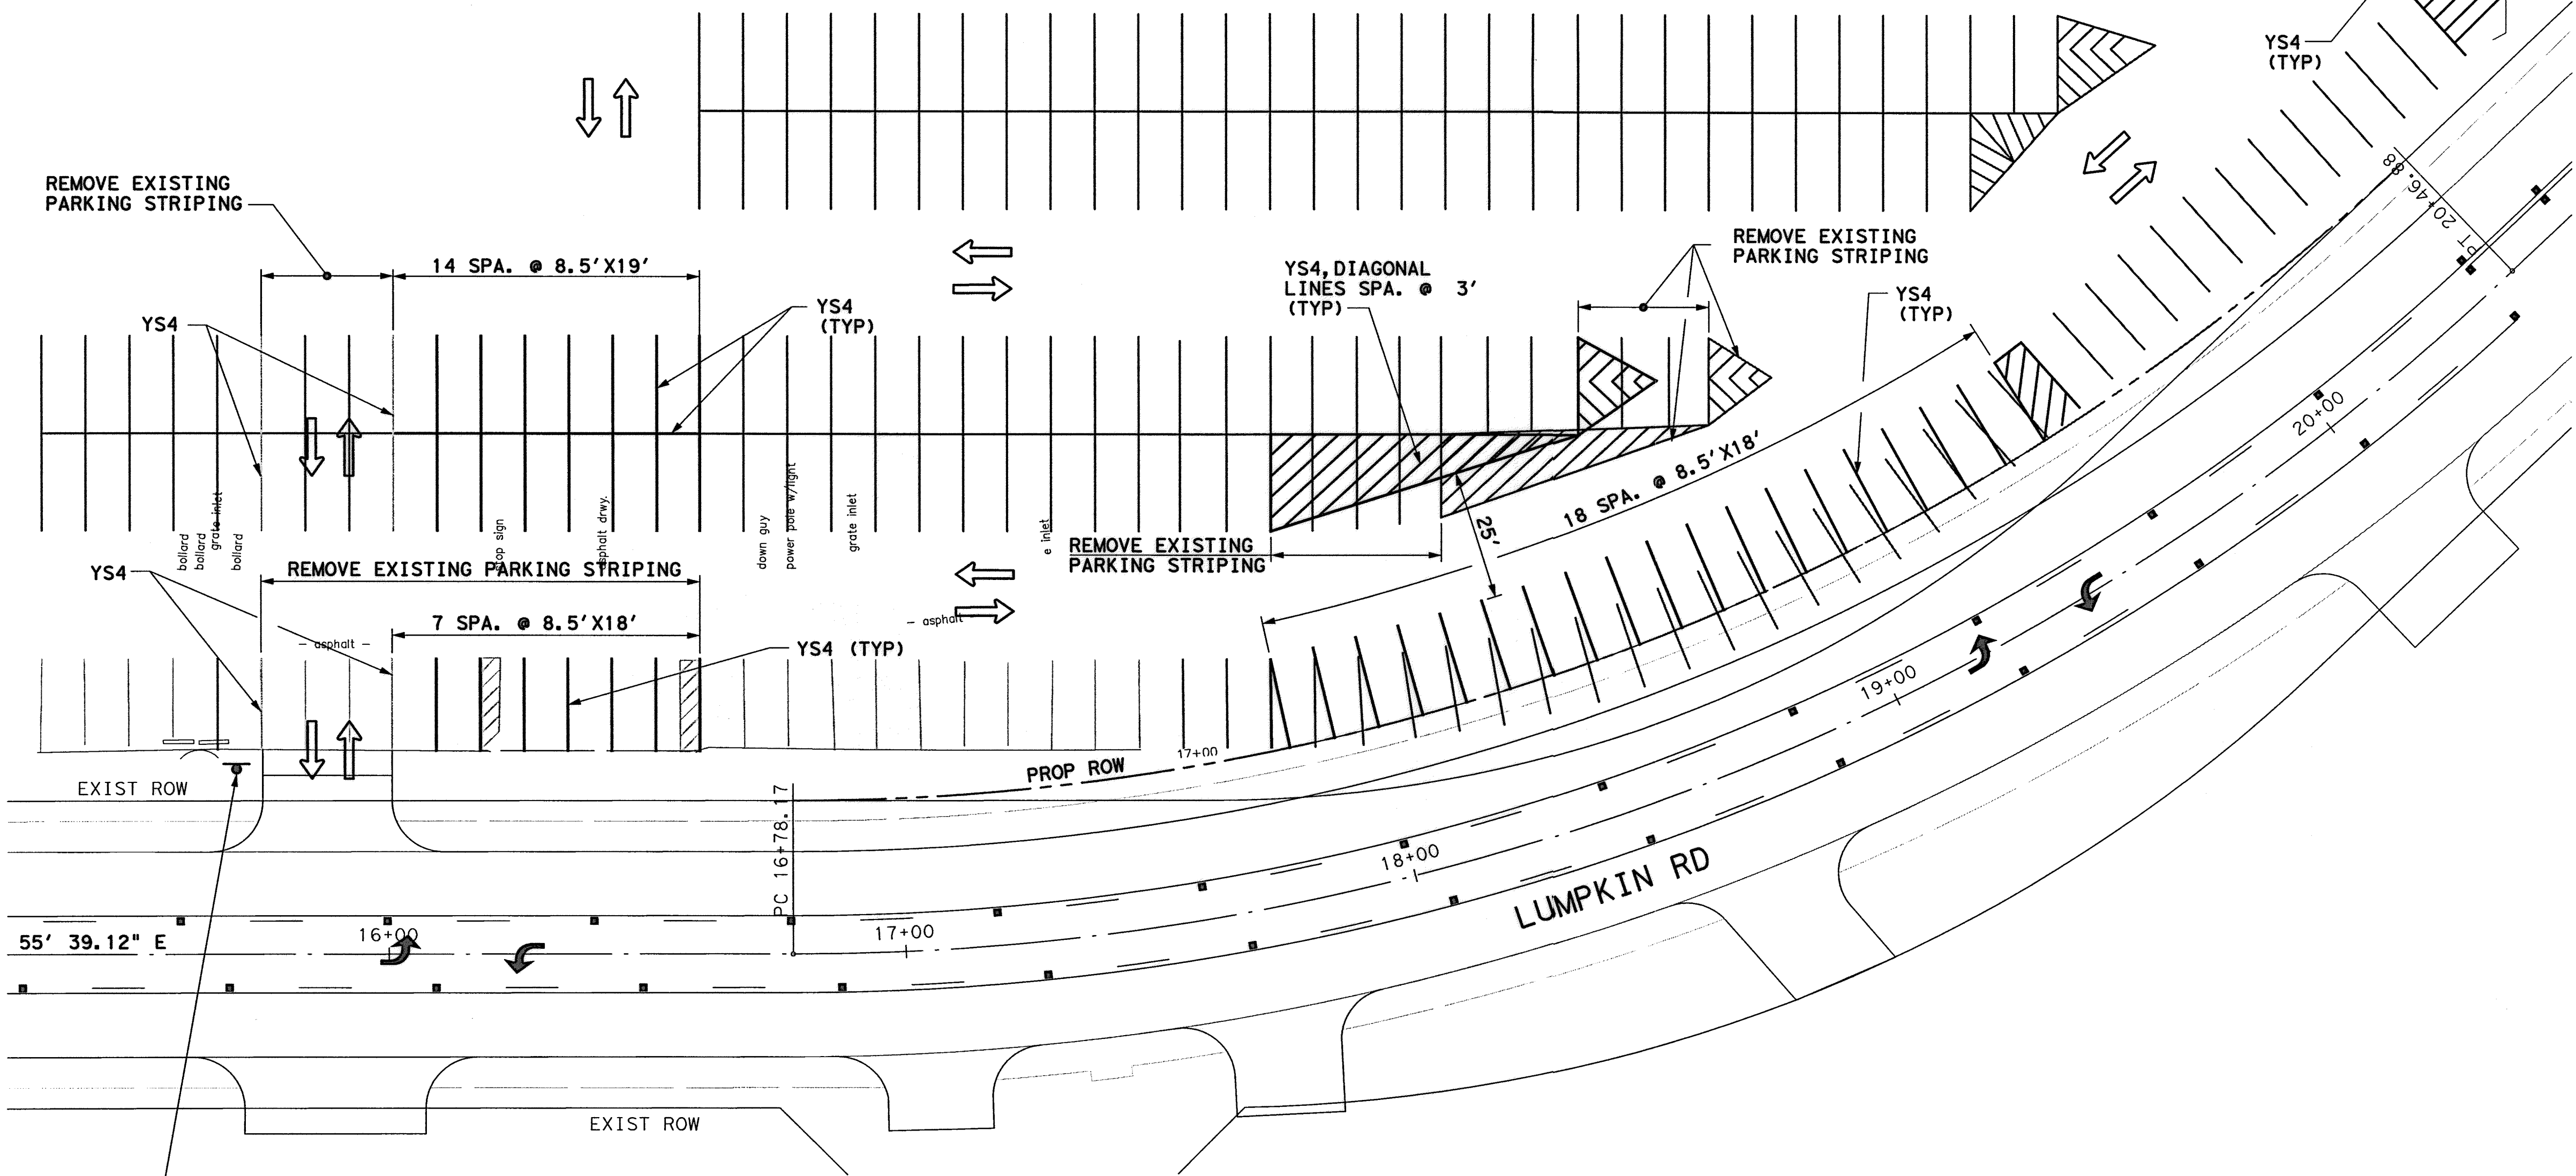 YS4
(TYP)
REMOVE EXISTING
PARKING STRIPING
14 SPA. @ 8.5'X19'
YS4
YS4
(TYP)
YS4, DIAGONAL
LINES SPA. @ 3'
(TYP)
REMOVE EXISTING
PARKING STRIPING
YS4
(TYP)
PT 20+46.88
20+00
18 SPA. @ 8.5'X18'
25'
bollard
bollard
grate inlet
bollard
stop sign
asphalt drwy.
down guy
power pole w/light
grate inlet
e inlet
REMOVE EXISTING
PARKING STRIPING
YS4
REMOVE EXISTING PARKING STRIPING
7 SPA. @ 8.5'X18'
– asphalt –
– asphalt
YS4 (TYP)
17+00
PROP ROW
EXIST ROW
PC 16+78.17
19+00
18+00
LUMPKIN RD
55' 39.12" E
16+00
17+00
EXIST ROW